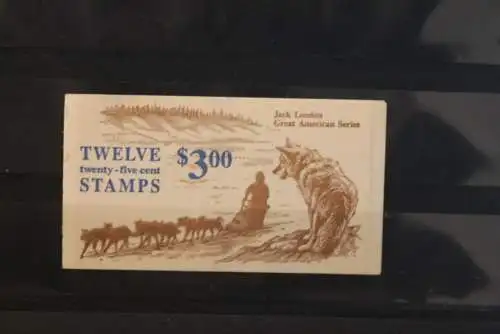 Jack London
Great American Series
TWELVE
twenty-five cent
STAMPS
$3.00